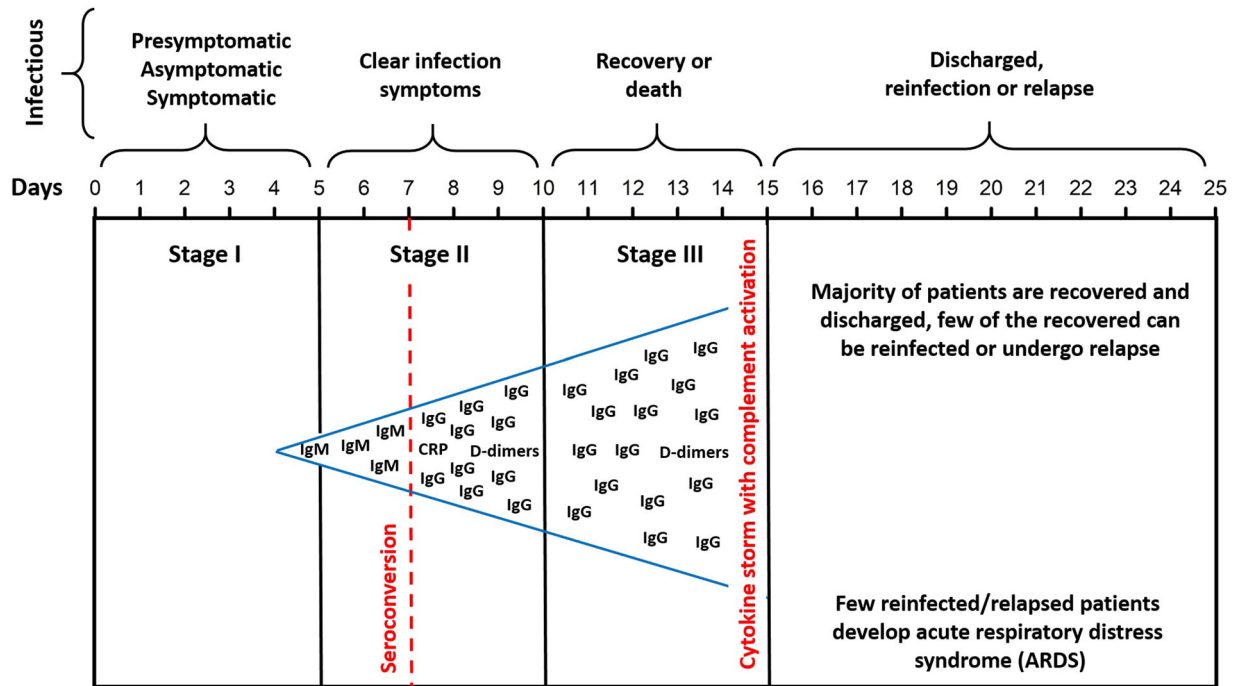 Infectious
Presymptomatic
Asymptomatic
Symptomatic
Clear infection
symptoms
Recovery or
death
Discharged,
reinfection or relapse
Days 0 1 2 3 4 5 6 7 8 9 10 11 12 13 14 15 16 17 18 19 20 21 22 23 24 25
Stage I Stage II Stage III
Majority of patients are recovered and
discharged, few of the recovered can
be reinfected or undergo relapse
IgG IgG
IgG IgG
IgG IgG
IgG IgG IgG IgG
IgG IgG
IgM IgG IgG
IgM IgM CRP D-dimers IgG IgG D-dimers
IgM IgG IgG IgG
IgG IgG IgG
IgG IgG IgG
IgG IgG
Seroconversion
Cytokine storm with complement activation
Few reinfected/relapsed patients
develop acute respiratory distress
syndrome (ARDS)